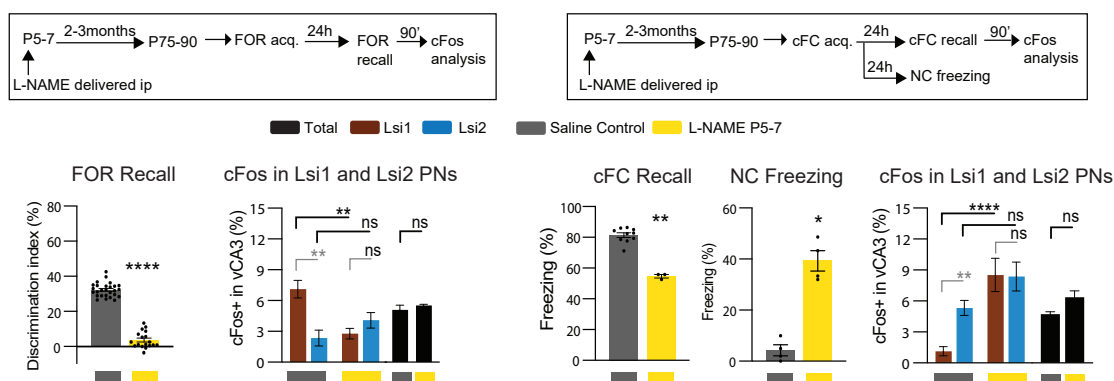 P5-7 2-3months P75-90 FOR acq. 24h FOR recall 90' cFos analysis
L-NAME delivered ip
P5-7 2-3months P75-90 cFC acq. 24h cFC recall 90' cFos analysis
24h NC freezing
L-NAME delivered ip
Total Lsi1 Lsi2 Saline Control L-NAME P5-7
FOR Recall
Discrimination index (%)
80
60
40
20
0
****
cFos in Lsi1 and Lsi2 PNs
cFos+ in vCA3 (%)
15
12
9
6
3
0
** ns
** ns ns
cFC Recall
Freezing (%)
100
80
60
40
20
0
**
NC Freezing
Freezing (%)
60
40
20
0
*
cFos in Lsi1 and Lsi2 PNs
cFos+ in vCA3 (%)
15
12
9
6
3
0
**** ns
ns ns
**